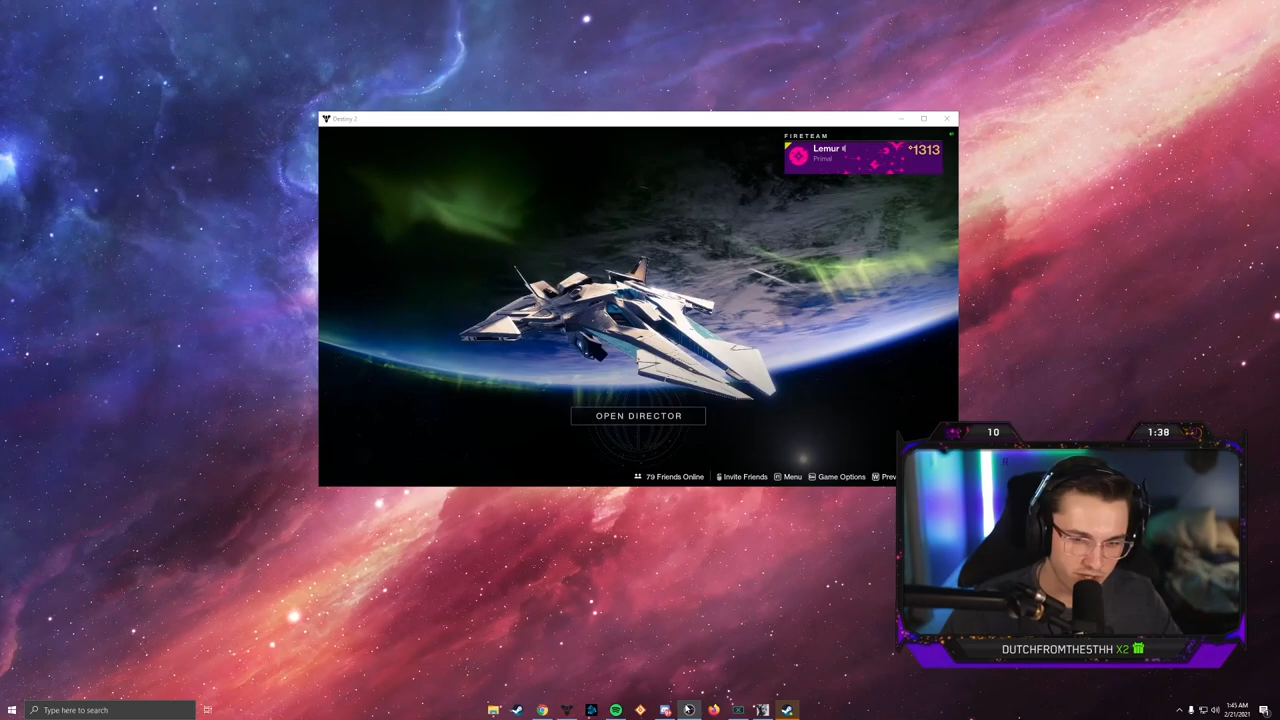 Destiny 2
FIRETEAM
Lemur
1313
Primal
OPEN DIRECTOR
79 Friends Online
Invite Friends
Menu
Game Options
Prev
10
1:38
DUTCHFROMTHE5THH X2
Type here to search
1:45 AM
2/21/2021